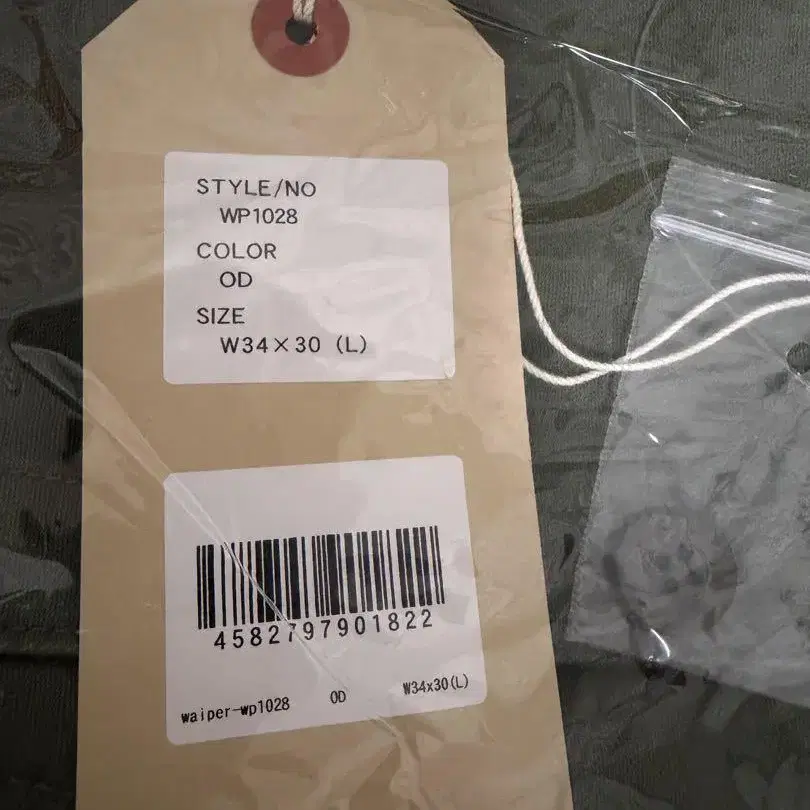 STYLE/NO
WP1028
COLOR
OD
SIZE
W34×30 (L)
4582797901822
waiper-wp1028 OD W34x30(L)